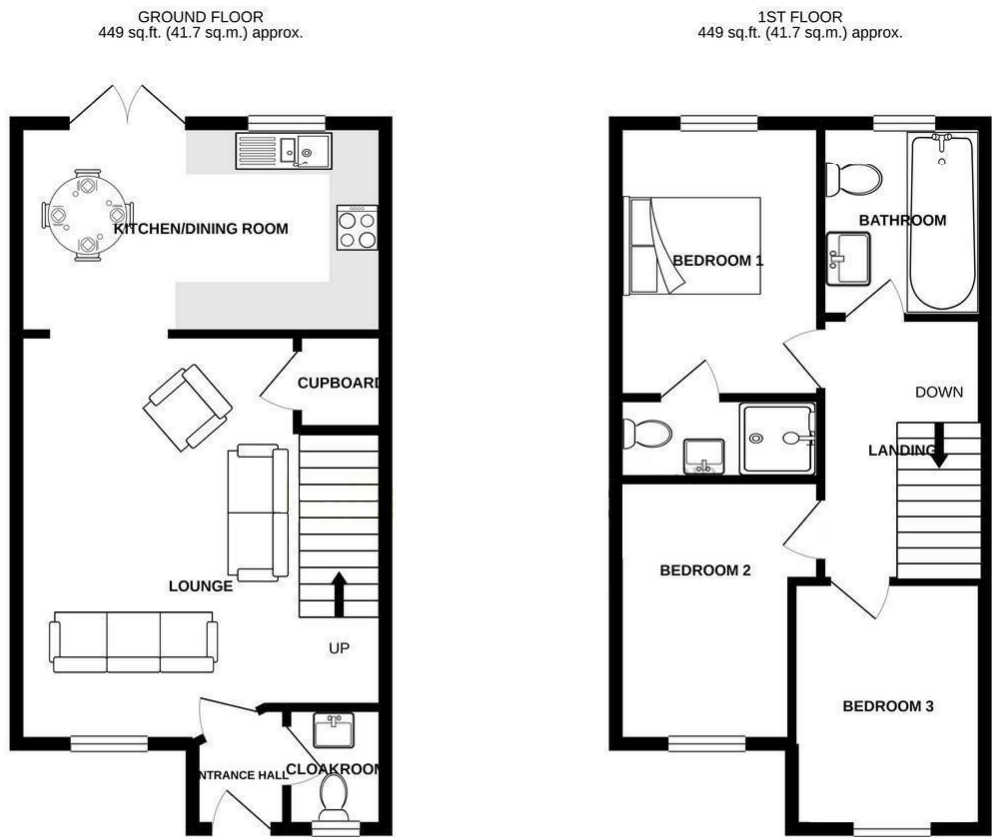 GROUND FLOOR
449 sq.ft. (41.7 sq.m.) approx.
KITCHEN/DINING ROOM
CUPBOARD
LOUNGE
UP
NTRANCE HALL
CLOAKROOM
1ST FLOOR
449 sq.ft. (41.7 sq.m.) approx.
BATHROOM
BEDROOM 1
DOWN
LANDING
BEDROOM 2
BEDROOM 3